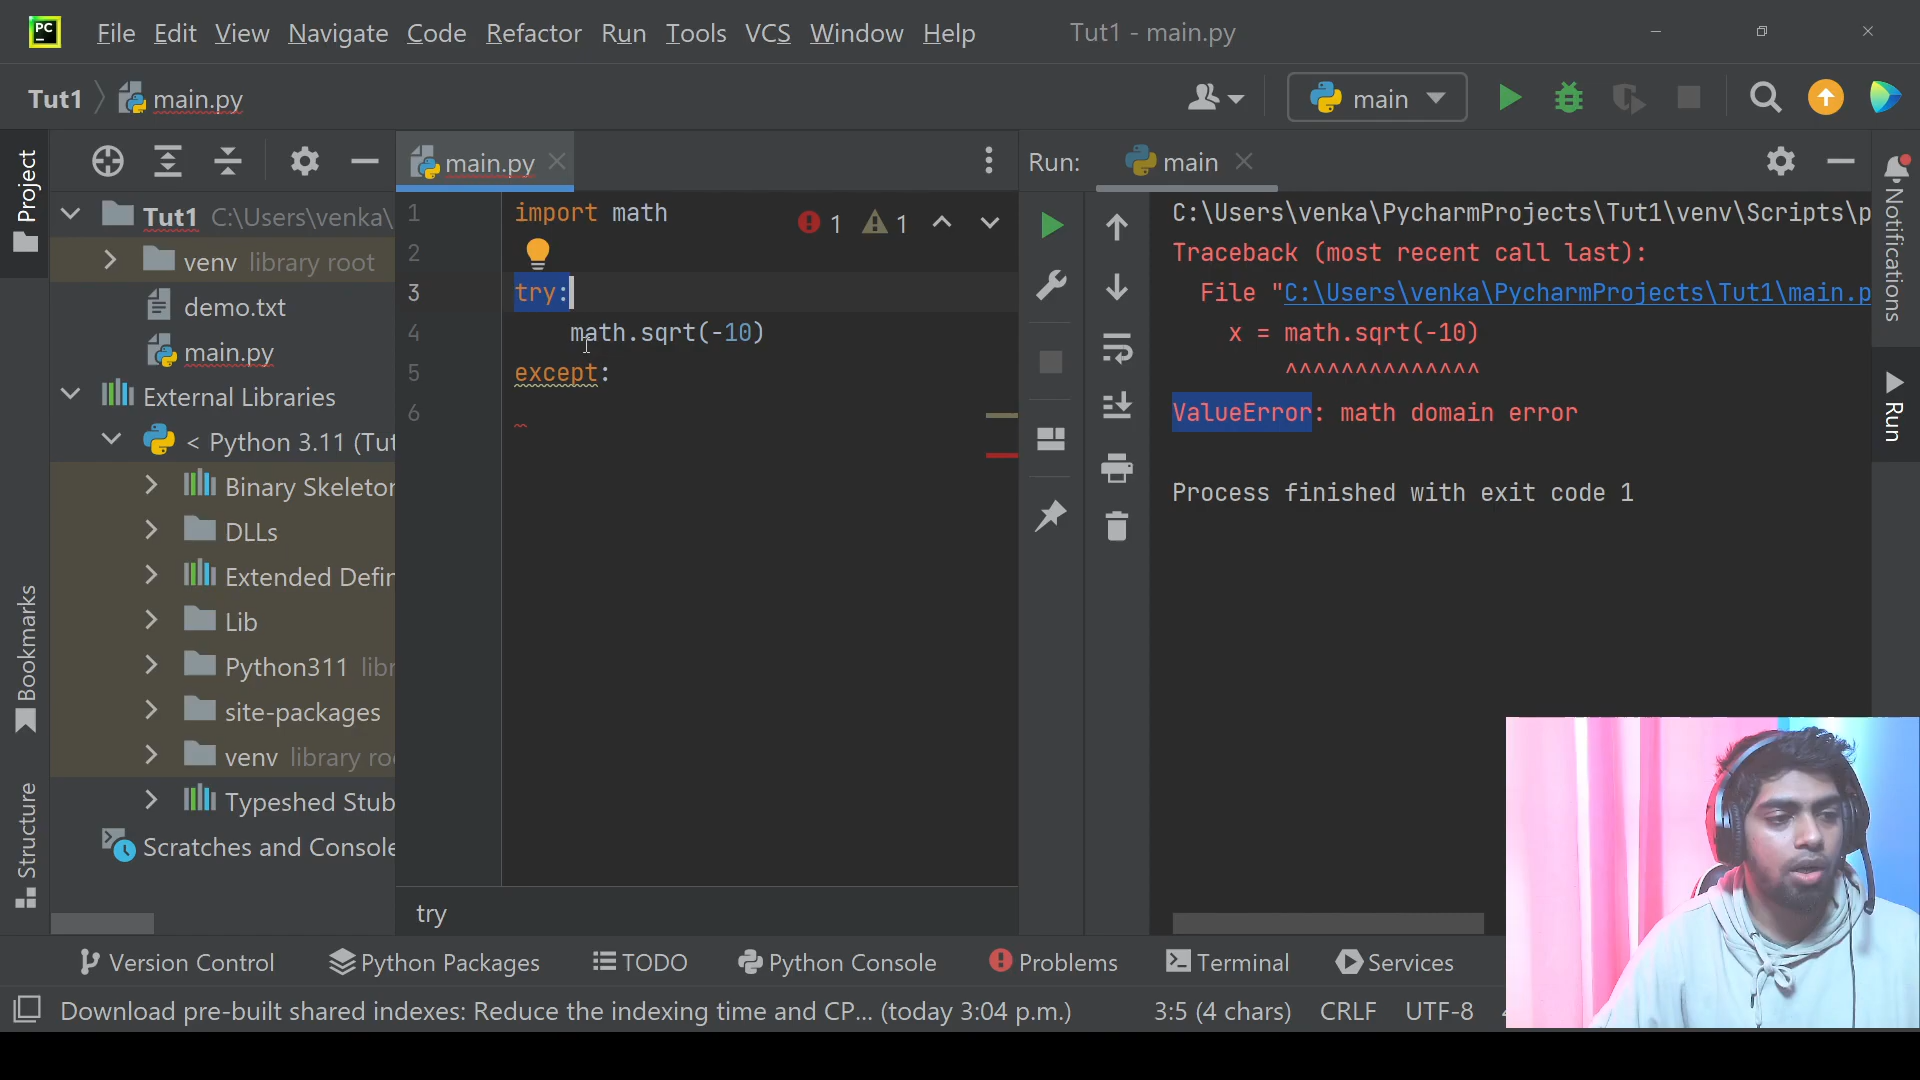 PC File Edit View Navigate Code Refactor Run Tools VCS Window Help Tut1 - main.py
Tut1 main.py main
Project
main.py
Run: main
Tut1 C:\Users\venka\
venv library root
demo.txt
main.py
External Libraries
< Python 3.11 (Tut
Binary Skeletor
DLLs
Extended Defir
Lib
Python311 libr
site-packages
venv library ro
Typeshed Stub
Scratches and Console
Bookmarks
Structure
1 import math
1 1
2
3 try:
4 math.sqrt(-10)
5 except:
6
try
C:\Users\venka\PycharmProjects\Tut1\venv\Scripts\p
Traceback (most recent call last):
File "C:\Users\venka\PycharmProjects\Tut1\main.p
x = math.sqrt(-10)
^^^^^^^^^^^^^^
ValueError: math domain error
Process finished with exit code 1
Notifications
Run
Version Control Python Packages TODO Python Console Problems Terminal Services
Download pre-built shared indexes: Reduce the indexing time and CP... (today 3:04 p.m.) 3:5 (4 chars) CRLF UTF-8